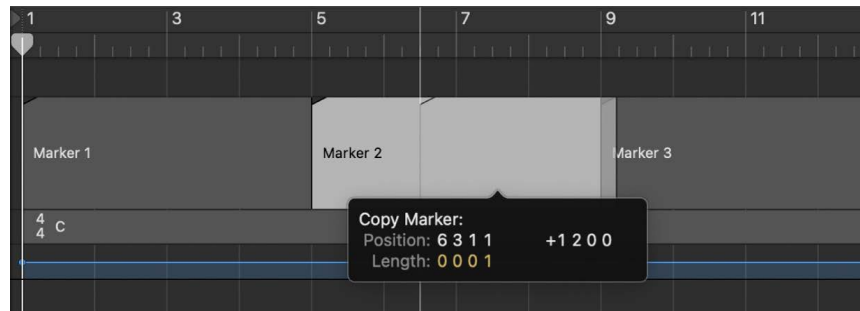 1 3 5 7 9 11
Marker 1 Marker 2 Marker 3
4
4 C
Copy Marker:
Position: 6 3 1 1 +1 2 0 0
Length: 0 0 0 1